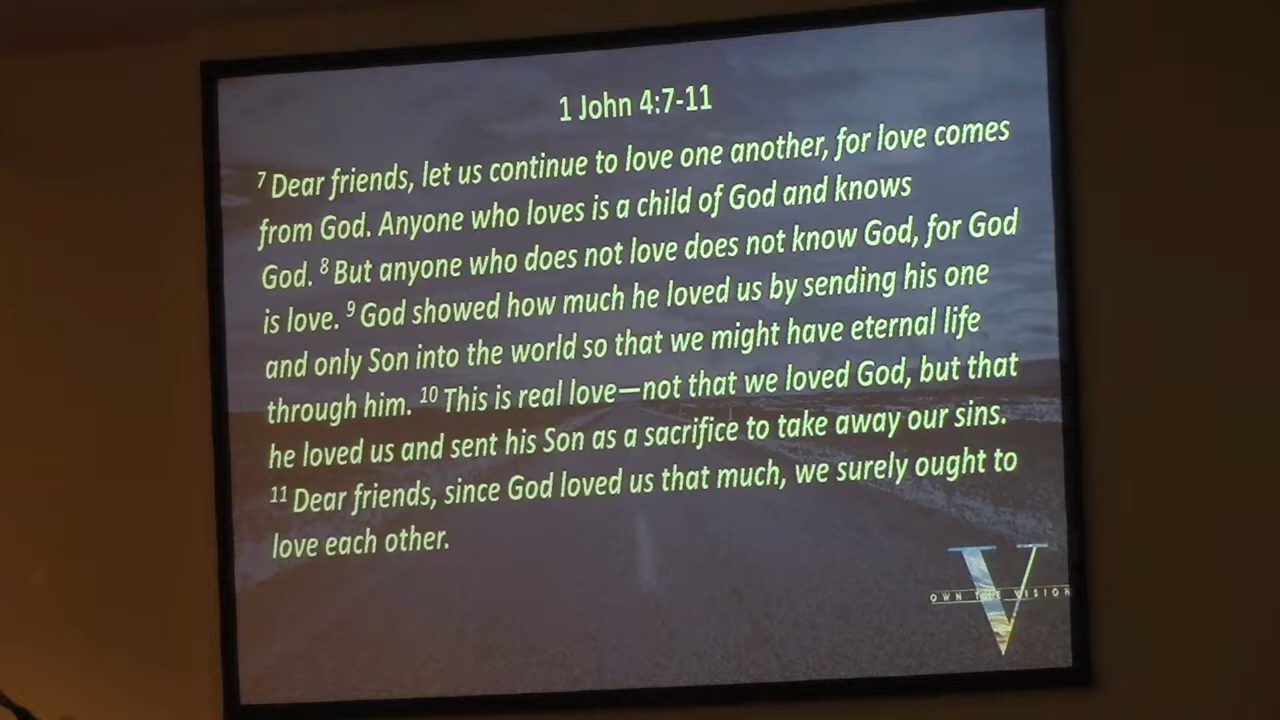 1 John 4:7-11
7 Dear friends, let us continue to love one another, for love comes
from God. Anyone who loves is a child of God and knows
God. 8 But anyone who does not love does not know God, for God
is love. 9 God showed how much he loved us by sending his one
and only Son into the world so that we might have eternal life
through him. 10 This is real love—not that we loved God, but that
he loved us and sent his Son as a sacrifice to take away our sins.
11 Dear friends, since God loved us that much, we surely ought to
love each other.
V
OWN THE VISION